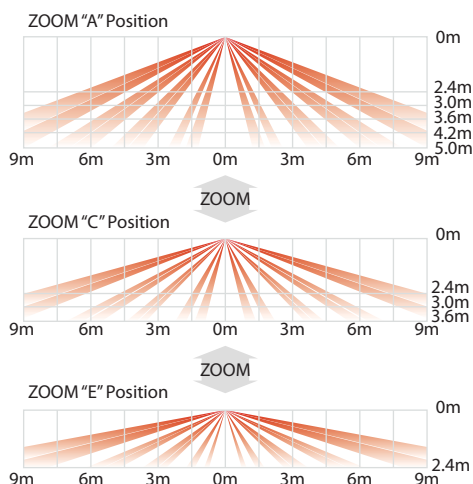 ZOOM “A” Position
0m
2.4m
3.0m
3.6m
4.2m
5.0m
9m 6m 3m 0m 3m 6m 9m
ZOOM
ZOOM “C” Position
0m
2.4m
3.0m
3.6m
9m 6m 3m 0m 3m 6m 9m
ZOOM
ZOOM “E” Position
0m
2.4m
9m 6m 3m 0m 3m 6m 9m